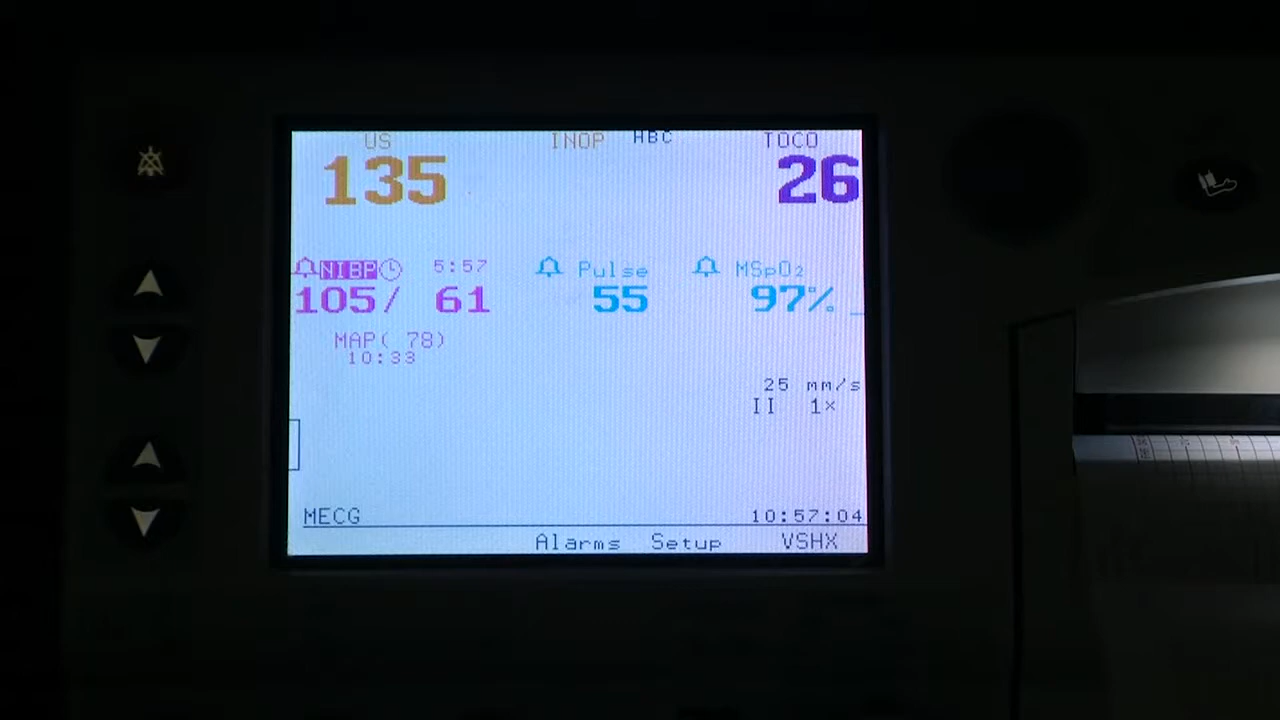 US INOP HBC TOCO
135 26
NIBP 5:57 Pulse MSpO₂
105/ 61 55 97%
MAP( 78)
10:33
25 mm/s
II 1×
MECG 10:57:04
Alarms Setup VSHX